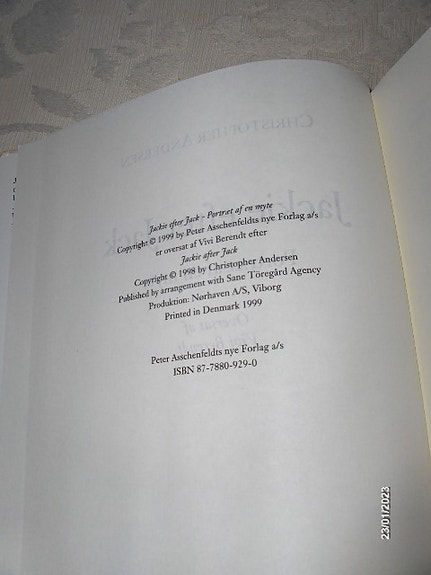 Jackie efter Jack - Portræt af en myte
Copyright © 1999 by Peter Asschenfeldts nye Forlag a/s
er oversat af Vivi Berendt efter
Jackie after Jack
Copyright © 1998 by Christopher Andersen
Published by arrangement with Sane Töregård Agency
Produktion: Nørhaven A/S, Viborg
Printed in Denmark 1999
Peter Asschenfeldts nye Forlag a/s
ISBN 87-7880-929-0
23/01/2023